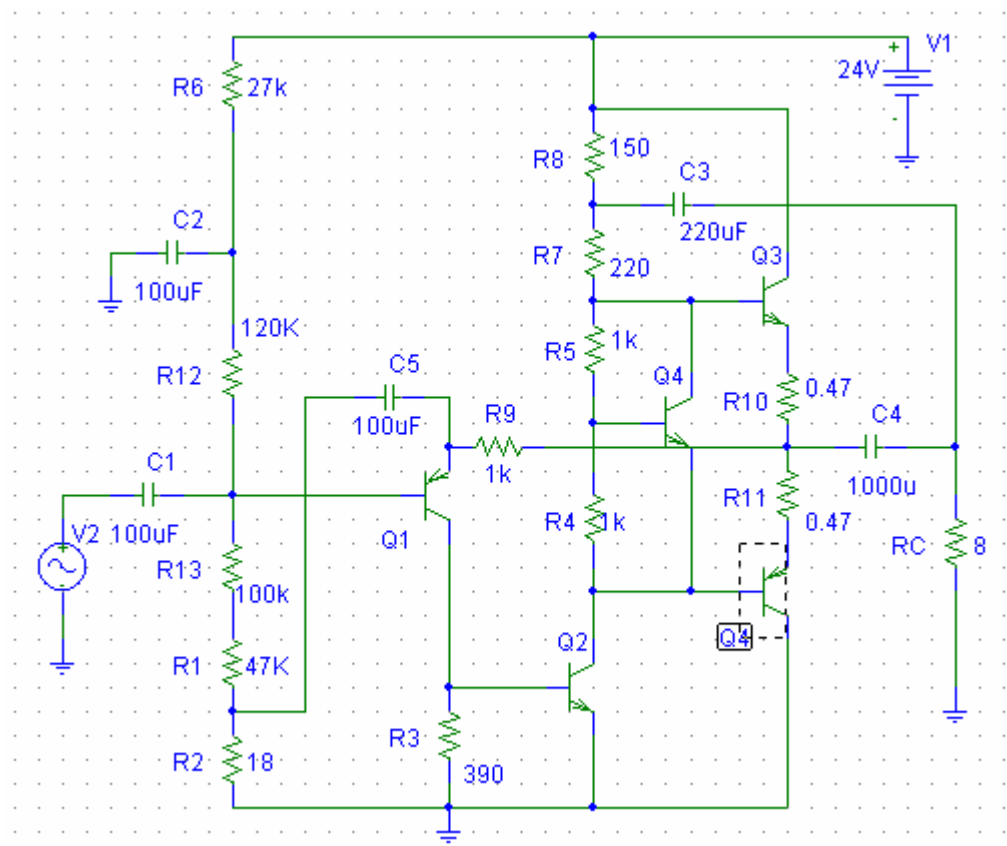 V1
24V
+
-
R6 27k
R8 150
C3
220uF
C2
100uF
R7 220
Q3
120K
R12
R5 1k
C5
100uF
Q4
R10 0.47
R9
1k
C4
1000u
C1
100uF
V2
+
-
R13
100k
Q1
R4 1k
R11
0.47
RC 8
Q4
R1 47K
Q2
R3
390
R2 18